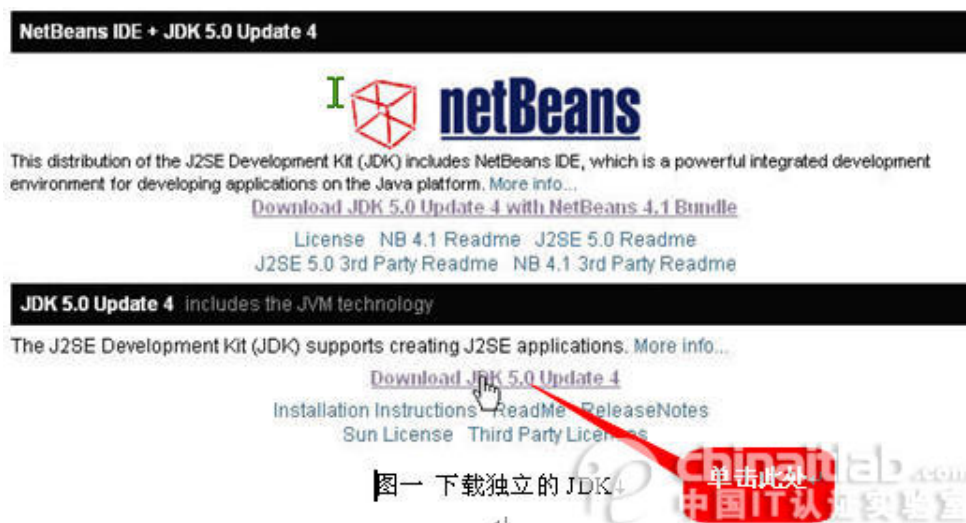 NetBeans IDE + JDK 5.0 Update 4
netBeans
This distribution of the J2SE Development Kit (JDK) includes NetBeans IDE, which is a powerful integrated development
environment for developing applications on the Java platform. More info...
Download JDK 5.0 Update 4 with NetBeans 4.1 Bundle
License NB 4.1 Readme J2SE 5.0 Readme
J2SE 5.0 3rd Party Readme NB 4.1 3rd Party Readme
JDK 5.0 Update 4 includes the JVM technology
The J2SE Development Kit (JDK) supports creating J2SE applications. More info...
Download JDK 5.0 Update 4
Installation Instructions ReadMe ReleaseNotes
Sun License Third Party Licenses
单击此处
图一 下载独立的 JDK
chinaitlab.com
中国IT认证实验室